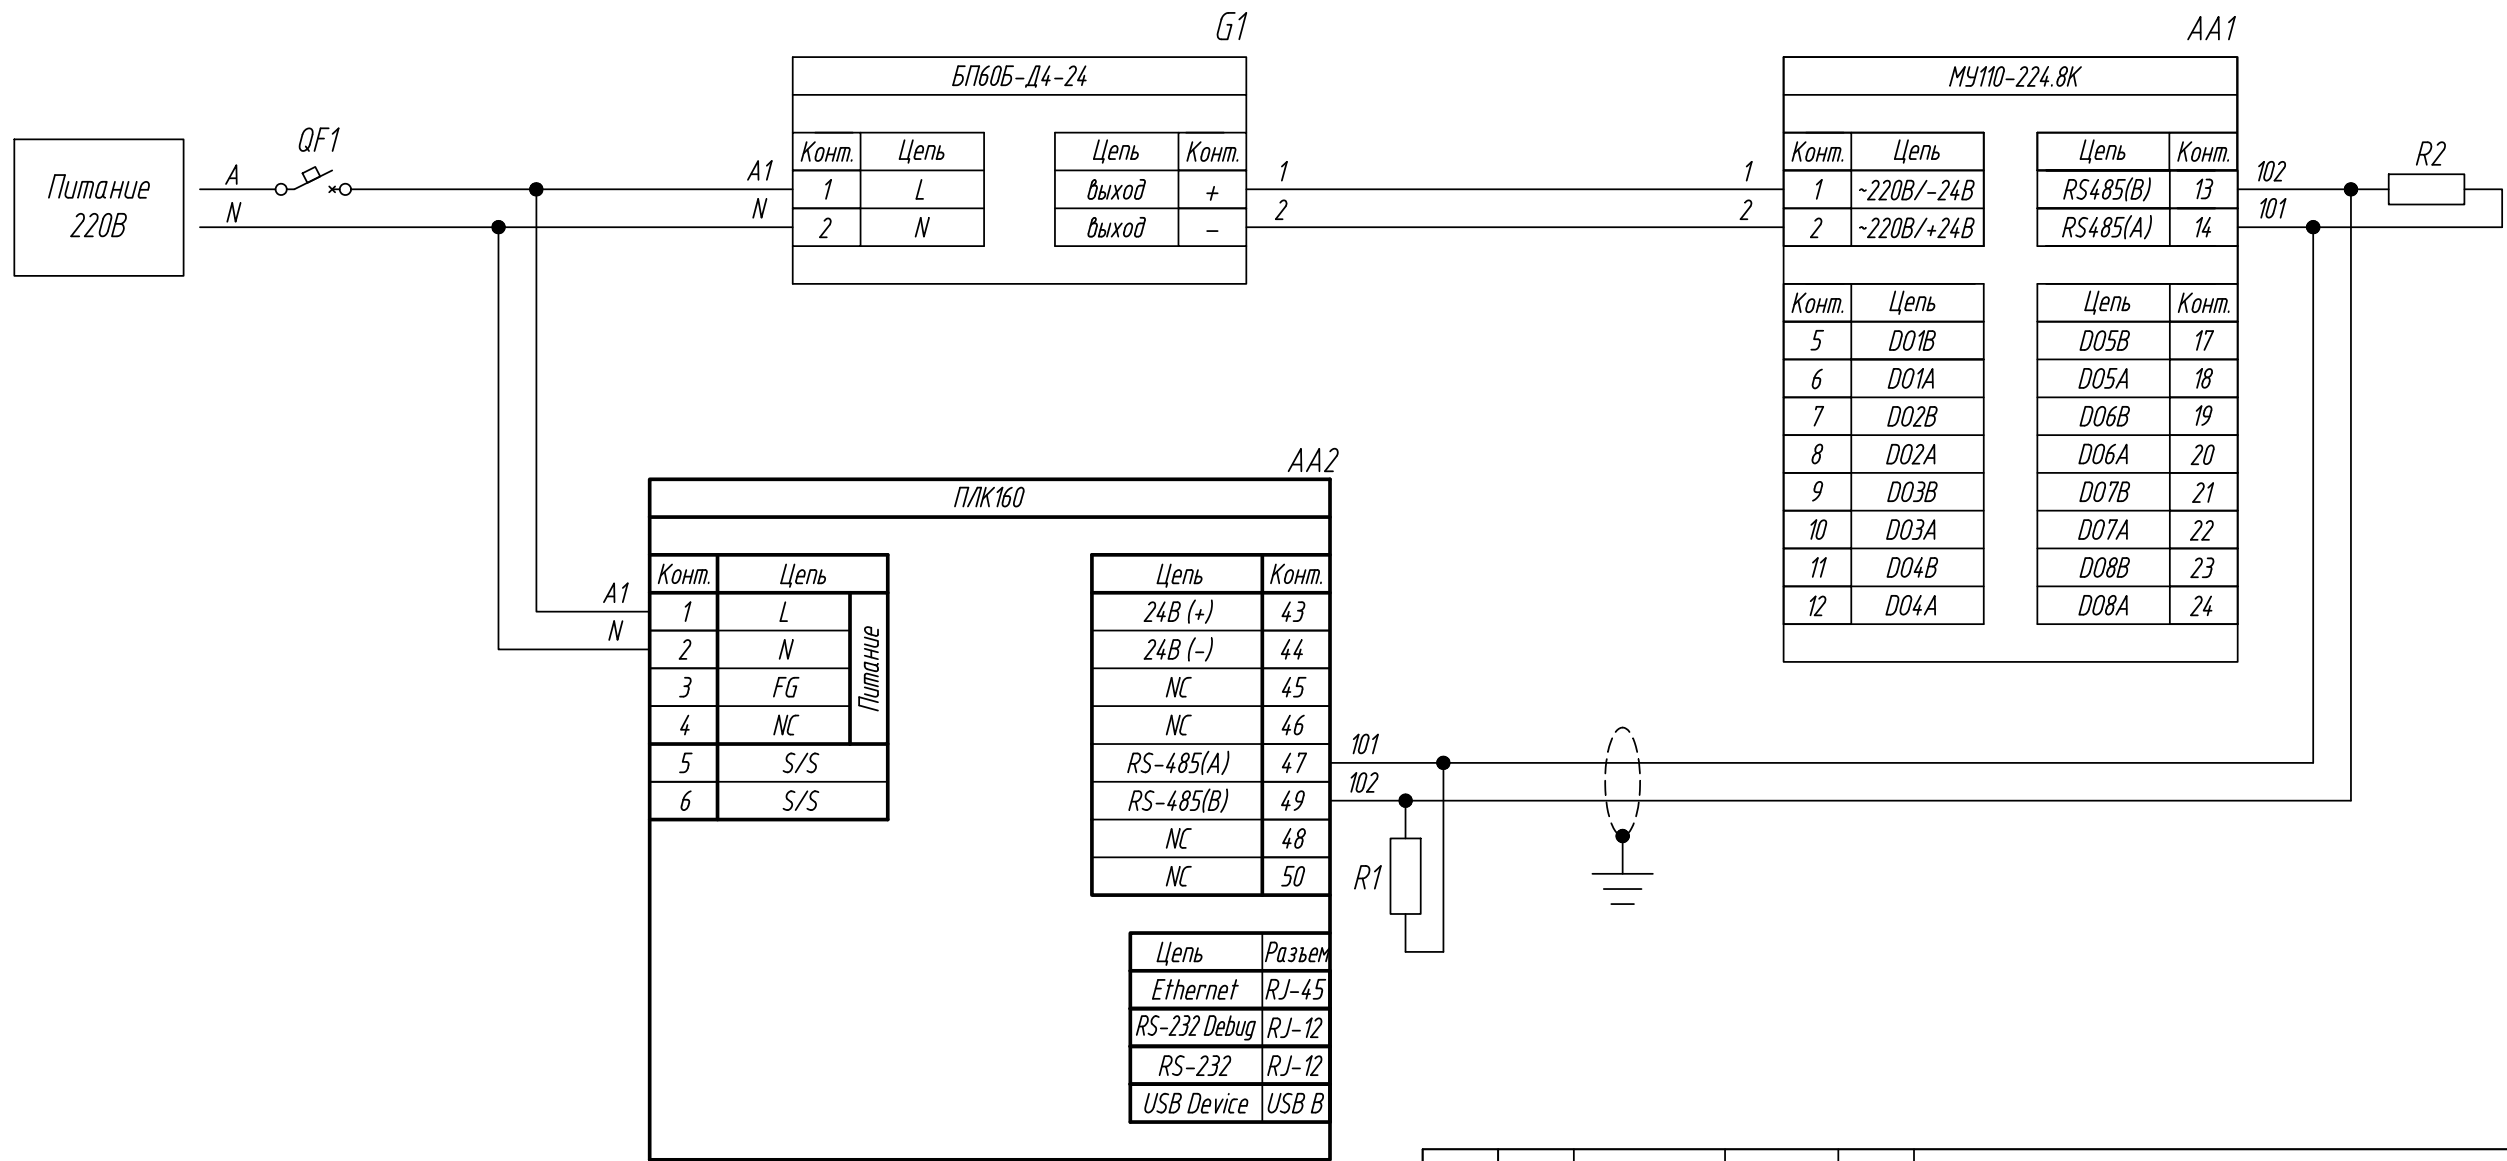 G1
AA1
БП60Б-Д4-24
МУ110-224.8К
QF1
Питание
220В
A
N
A1
N
Конт. Цепь
1 L
2 N
Цепь Конт.
выход +
выход -
1
2
1
2
Конт. Цепь
1 ~220В/-24В
2 ~220В/+24В
Цепь Конт.
RS485(B) 13
RS485(A) 14
102
101
R2
Конт. Цепь
5 DO1B
6 DO1A
7 DO2B
8 DO2A
9 DO3B
10 DO3A
11 DO4B
12 DO4A
Цепь Конт.
DO5B 17
DO5A 18
DO6B 19
DO6A 20
DO7B 21
DO7A 22
DO8B 23
DO8A 24
AA2
ПЛК160
A1
N
Конт. Цепь
1 L
2 N
3 FG
4 NC
Питание
5 S/S
6 S/S
Цепь Конт.
24В (+) 43
24В (-) 44
NC 45
NC 46
RS-485(A) 47
RS-485(B) 49
NC 48
NC 50
101
102
R1
Цепь Разъем
Ethernet RJ-45
RS-232 Debug RJ-12
RS-232 RJ-12
USB Device USB B